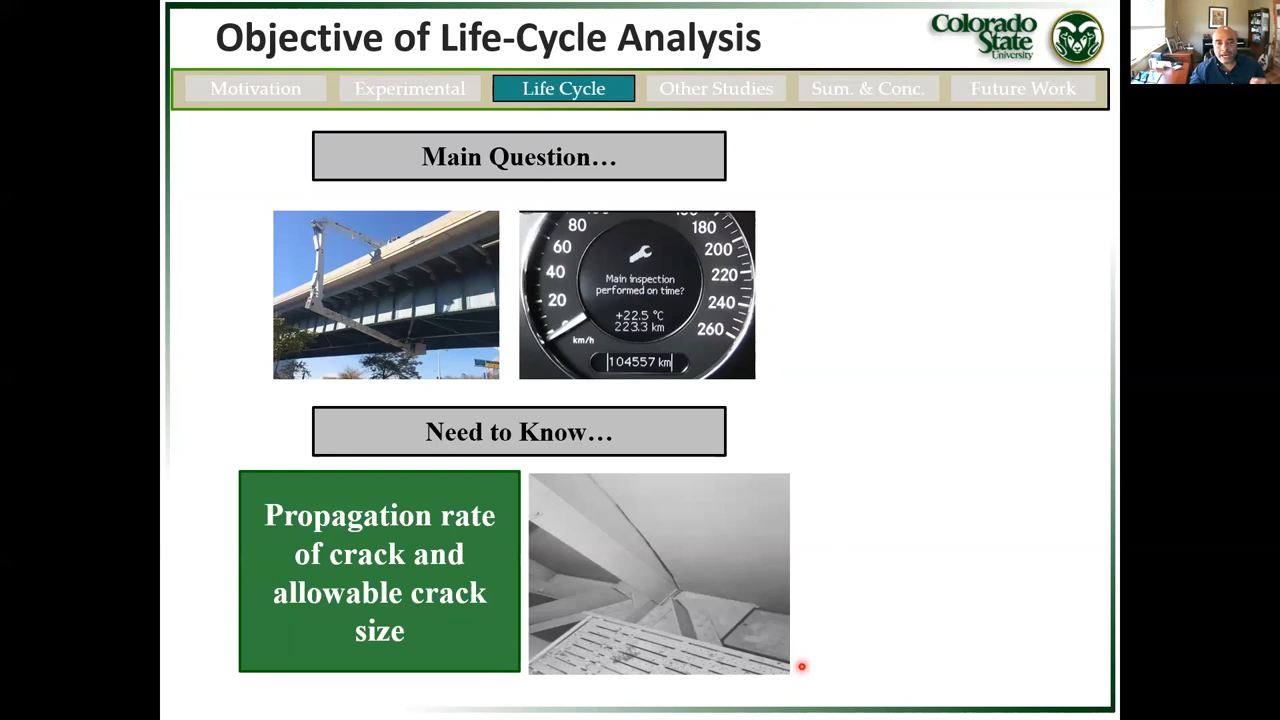 Objective of Life-Cycle Analysis
Colorado
State
University
Motivation
Experimental
Life Cycle
Other Studies
Sum. & Conc.
Future Work
Main Question…
80
60
40
20
km/h
180
200
220
240
260
Main inspection
performed on time?
+22.5 °C
223.3 km
104557 km
Need to Know…
Propagation rate
of crack and
allowable crack
size